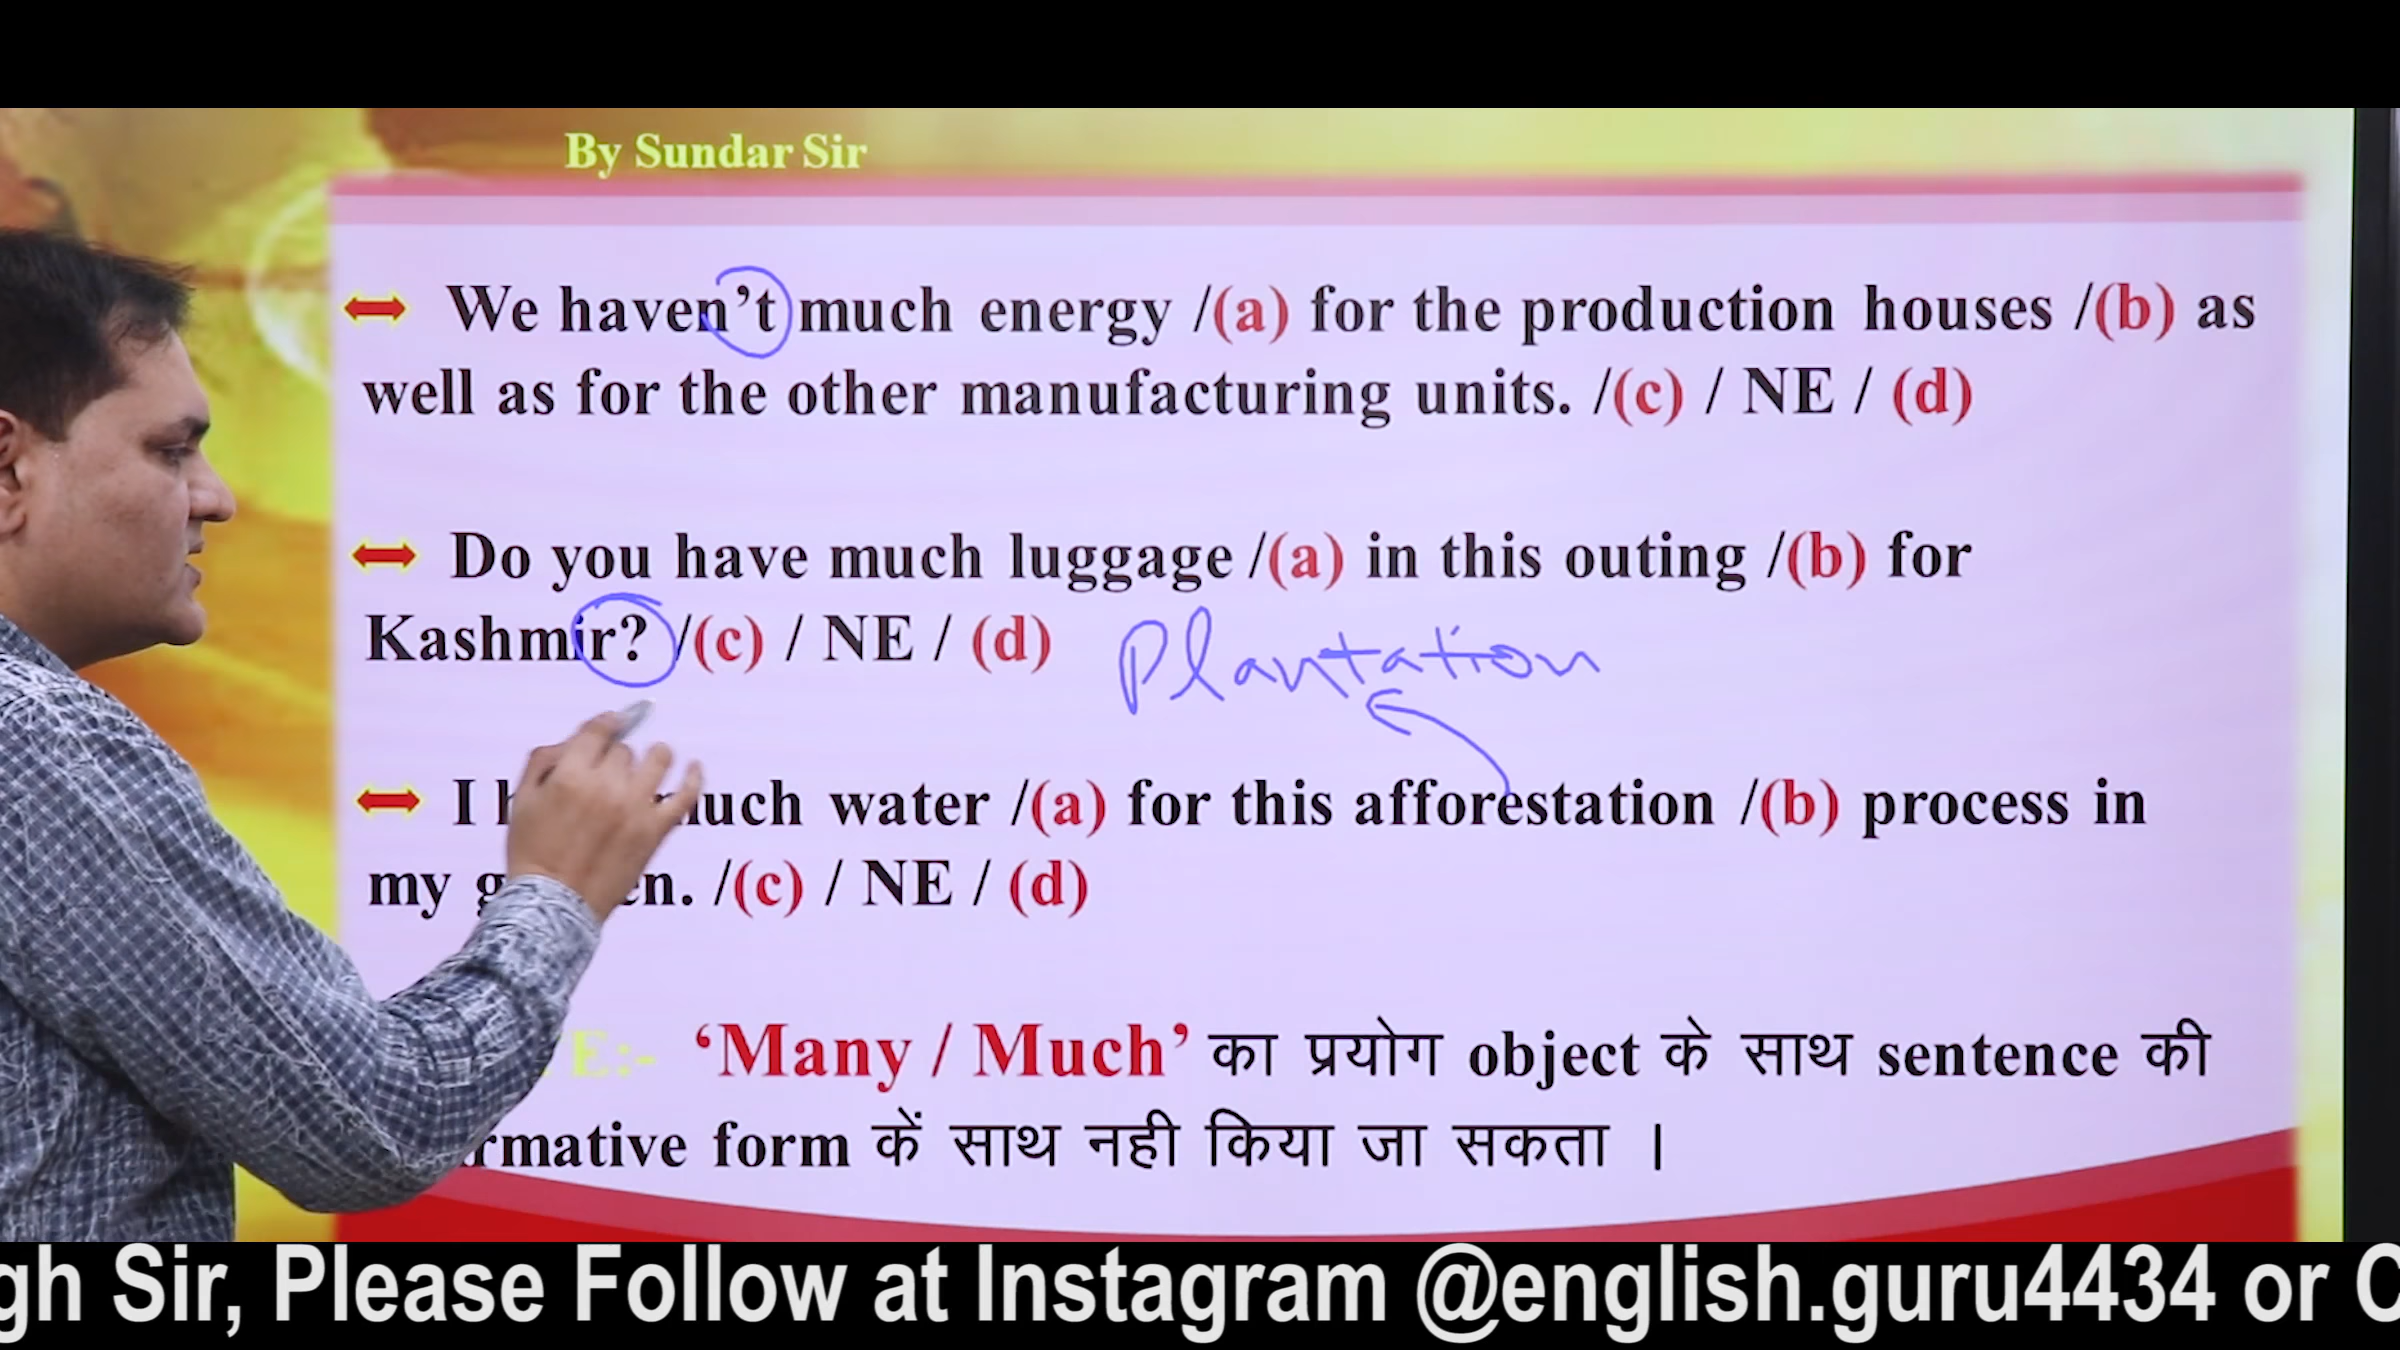 By Sundar Sir
We haven't much energy /(a) for the production houses /(b) as
well as for the other manufacturing units. /(c) / NE / (d)
Do you have much luggage /(a) in this outing /(b) for
Kashmir? /(c) / NE / (d)
Plantation
I much water /(a) for this afforestation /(b) process in
my /(c) / NE / (d)
'Many / Much' का प्रयोग object के साथ sentence की
form कें साथ नही किया जा सकता ।
Sir, Please Follow at Instagram @english.guru4434 or